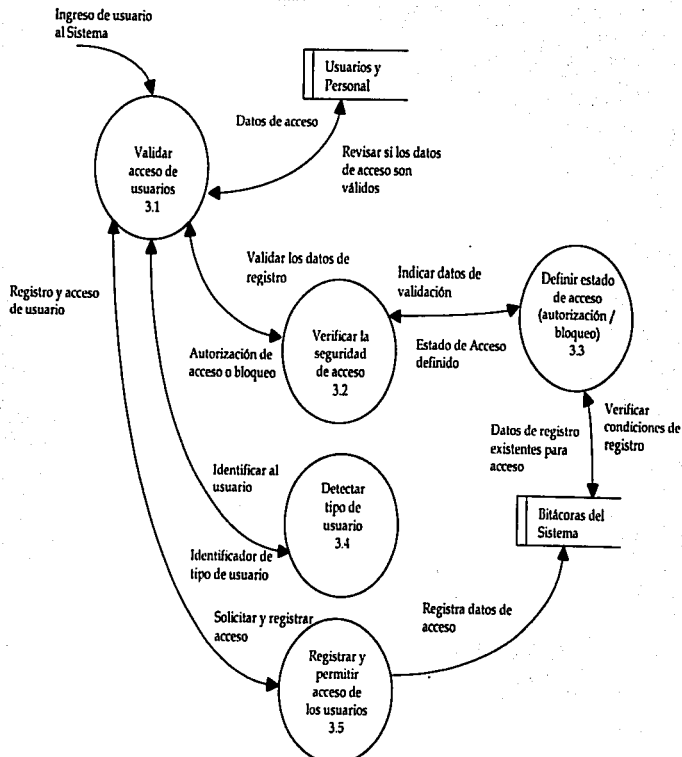 Ingreso de usuario
al Sistema
Usuarios y
Personal
Datos de acceso
Validar
acceso de
usuarios
3.1
Revisar si los datos
de acceso son
válidos
Validar los datos de
registro
Indicar datos de
validación
Definir estado
de acceso
(autorización /
bloqueo)
3.3
Registro y acceso
de usuario
Autorización de
acceso o bloqueo
Verificar la
seguridad
de acceso
3.2
Estado de Acceso
definido
Datos de registro
existentes para
acceso
Verificar
condiciones de
registro
Identificar al
usuario
Detectar
tipo de
usuario
3.4
Bitácoras del
Sistema
Identificador de
tipo de usuario
Solicitar y registrar
acceso
Registra datos de
acceso
Registrar y
permitir
acceso de
los usuarios
3.5